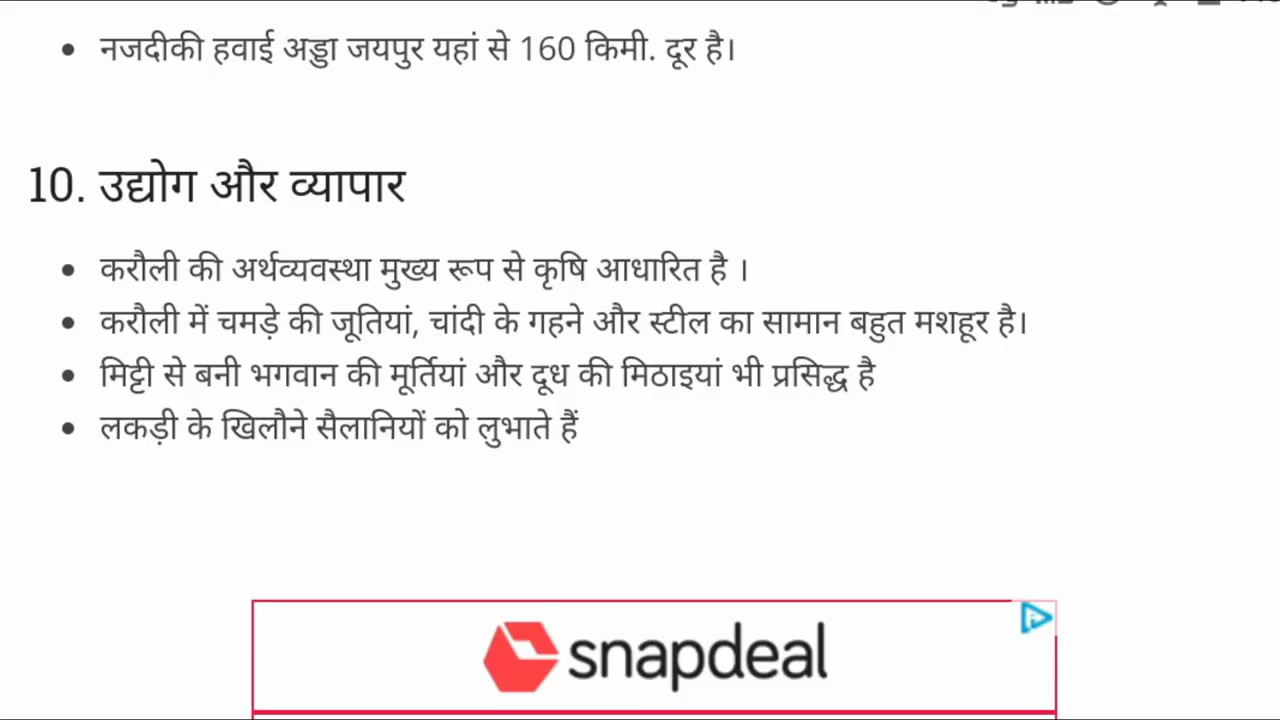 नजदीकी हवाई अड्डा जयपुर यहां से 160 किमी. दूर है।
10. उद्योग और व्यापार
करौली की अर्थव्यवस्था मुख्य रूप से कृषि आधारित है ।
करौली में चमड़े की जूतियां, चांदी के गहने और स्टील का सामान बहुत मशहूर है।
मिट्टी से बनी भगवान की मूर्तियां और दूध की मिठाइयां भी प्रसिद्ध है
लकड़ी के खिलौने सैलानियों को लुभाते हैं
snapdeal